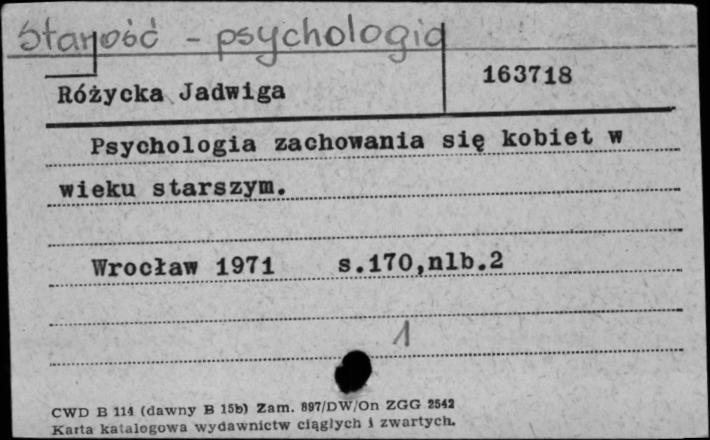 Starość - psychologia
163718
Różycka Jadwiga
Psychologia zachowania się kobiet w
wieku starszym.
Wrocław 1971 s.170,nlb.2
1
CWD B 114 (dawny B 15b) Zam. 897/DW/On ZGG 2542
Karta katalogowa wydawnictw ciągłych i zwartych.